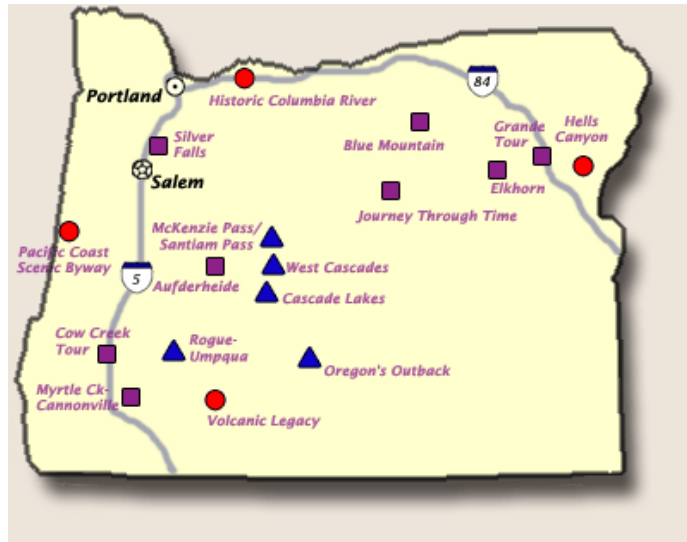 84
Portland
Historic Columbia River
Silver
Falls
Blue Mountain
Grande
Tour
Hells
Canyon
Salem
Elkhorn
Journey Through Time
McKenzie Pass/
Santiam Pass
Pacific Coast
Scenic Byway
5
Aufderheide
West Cascades
Cascade Lakes
Cow Creek
Tour
Rogue-
Umpqua
Oregon's Outback
Myrtle Ck-
Cannonville
Volcanic Legacy